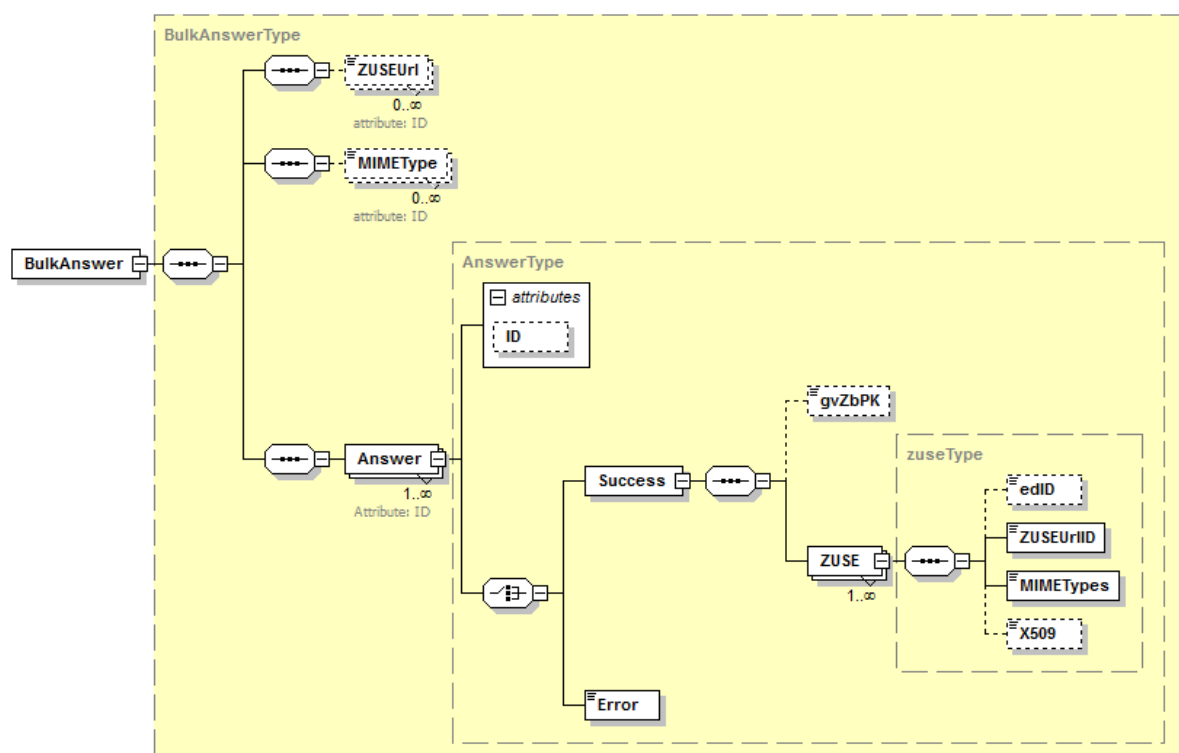 BulkAnswerType
ZUSEUrl
0..∞
attribute: ID
MIMEType
0..∞
attribute: ID
BulkAnswer
AnswerType
attributes
ID
gvZbPK
Answer
1..∞
Attribute: ID
Success
zuseType
edID
ZUSEUrlID
ZUSE
1..∞
MIMETypes
X509
Error